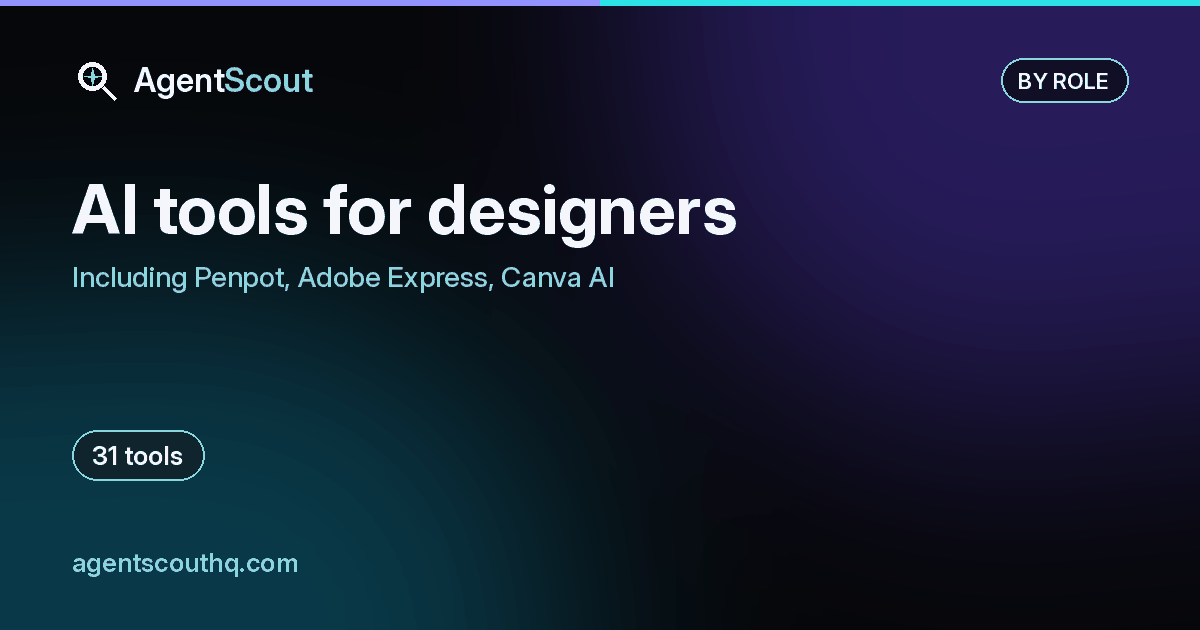 AgentScout
BY ROLE
AI tools for designers
Including Penpot, Adobe Express, Canva AI
31 tools
agentscouthq.com